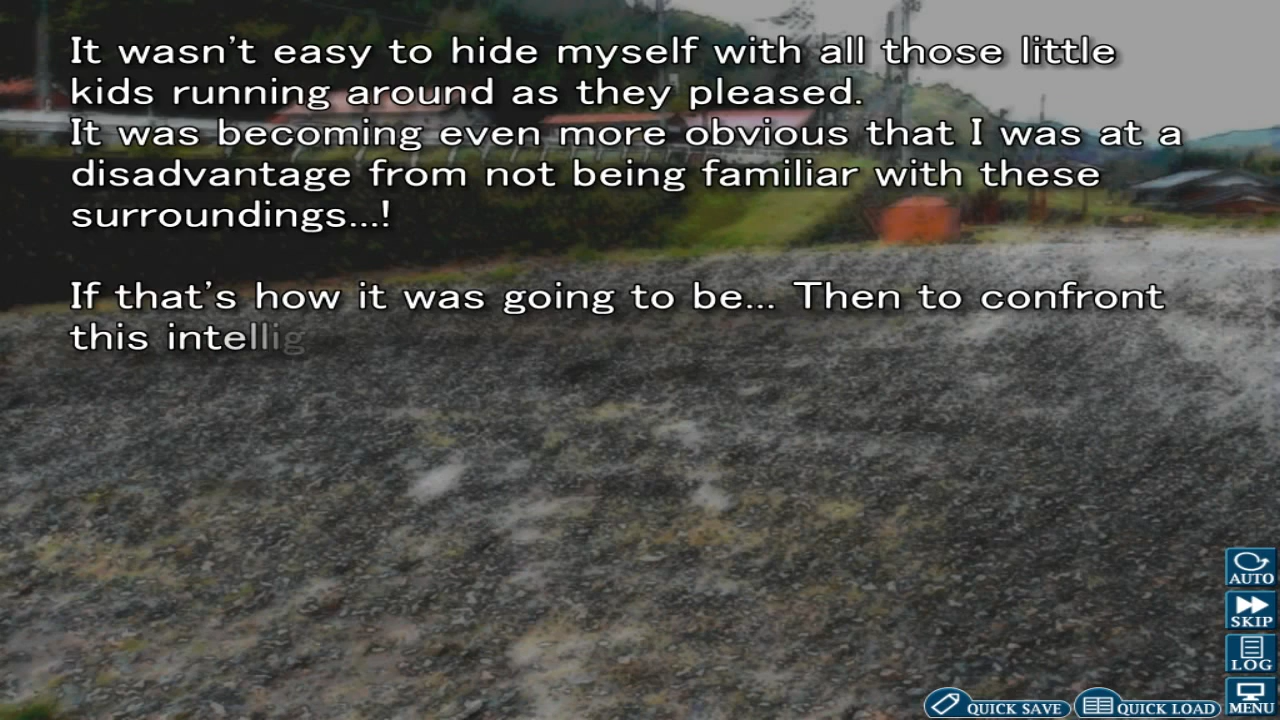 It wasn't easy to hide myself with all those little
kids running around as they pleased.
It was becoming even more obvious that I was at a
disadvantage from not being familiar with these
surroundings...!
If that's how it was going to be... Then to confront
this intellig
AUTO
SKIP
LOG
MENU
QUICK SAVE
QUICK LOAD